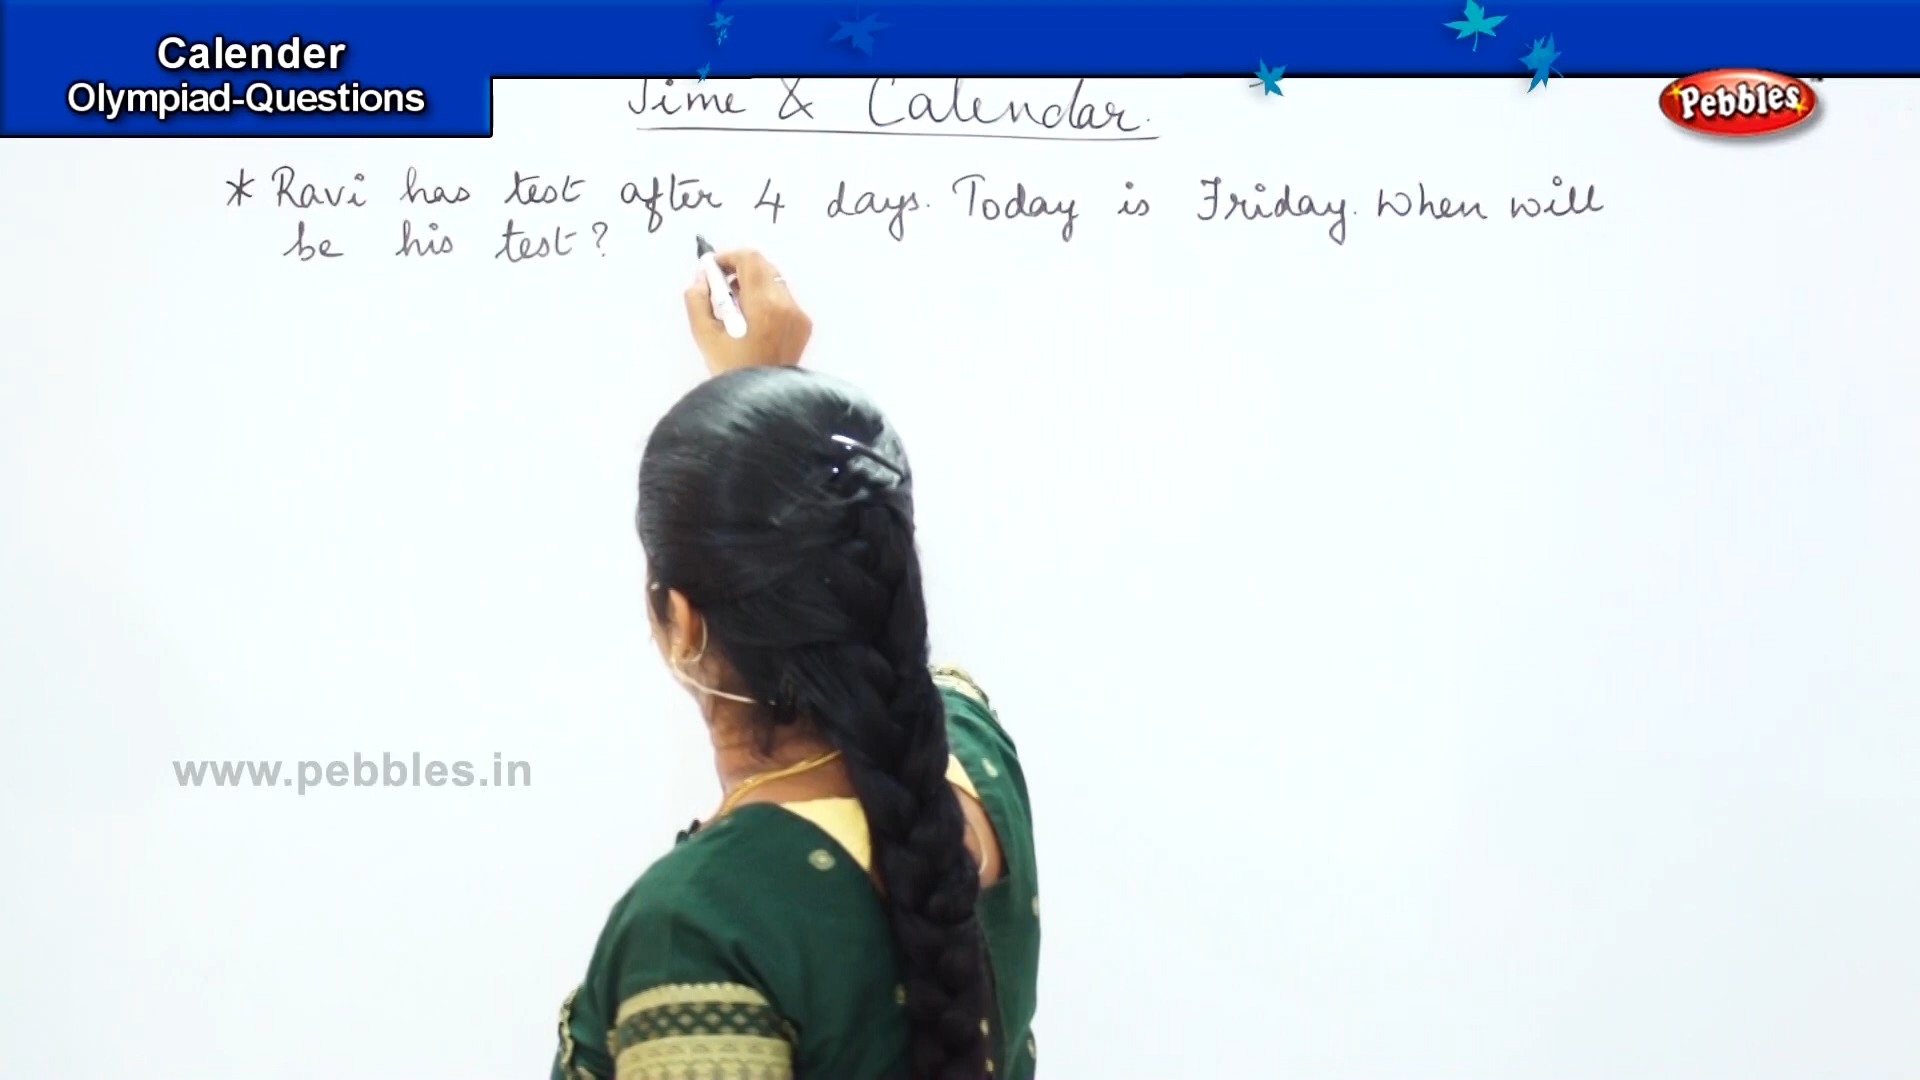 Calender
Olympiad-Questions
Time & Calendar.
Pebbles
* Ravi has test after 4 days. Today is Friday. When will
be his test?
www.pebbles.in